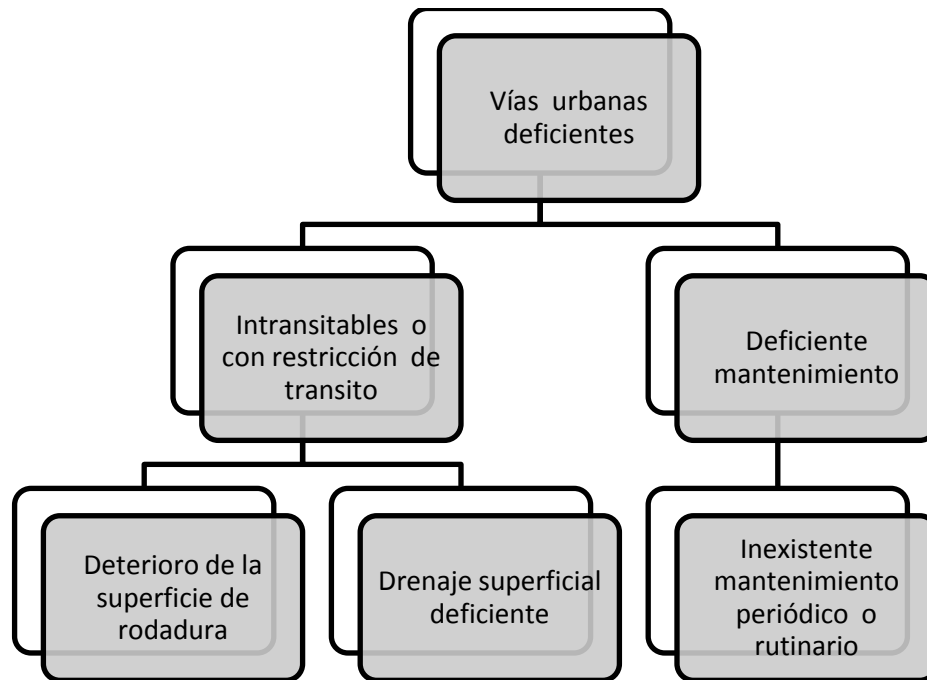 Vías urbanas
deficientes
Intransitables o
con restricción de
transito
Deficiente
mantenimiento
Deterioro de la
superficie de
rodadura
Drenaje superficial
deficiente
Inexistente
mantenimiento
periódico o
rutinario